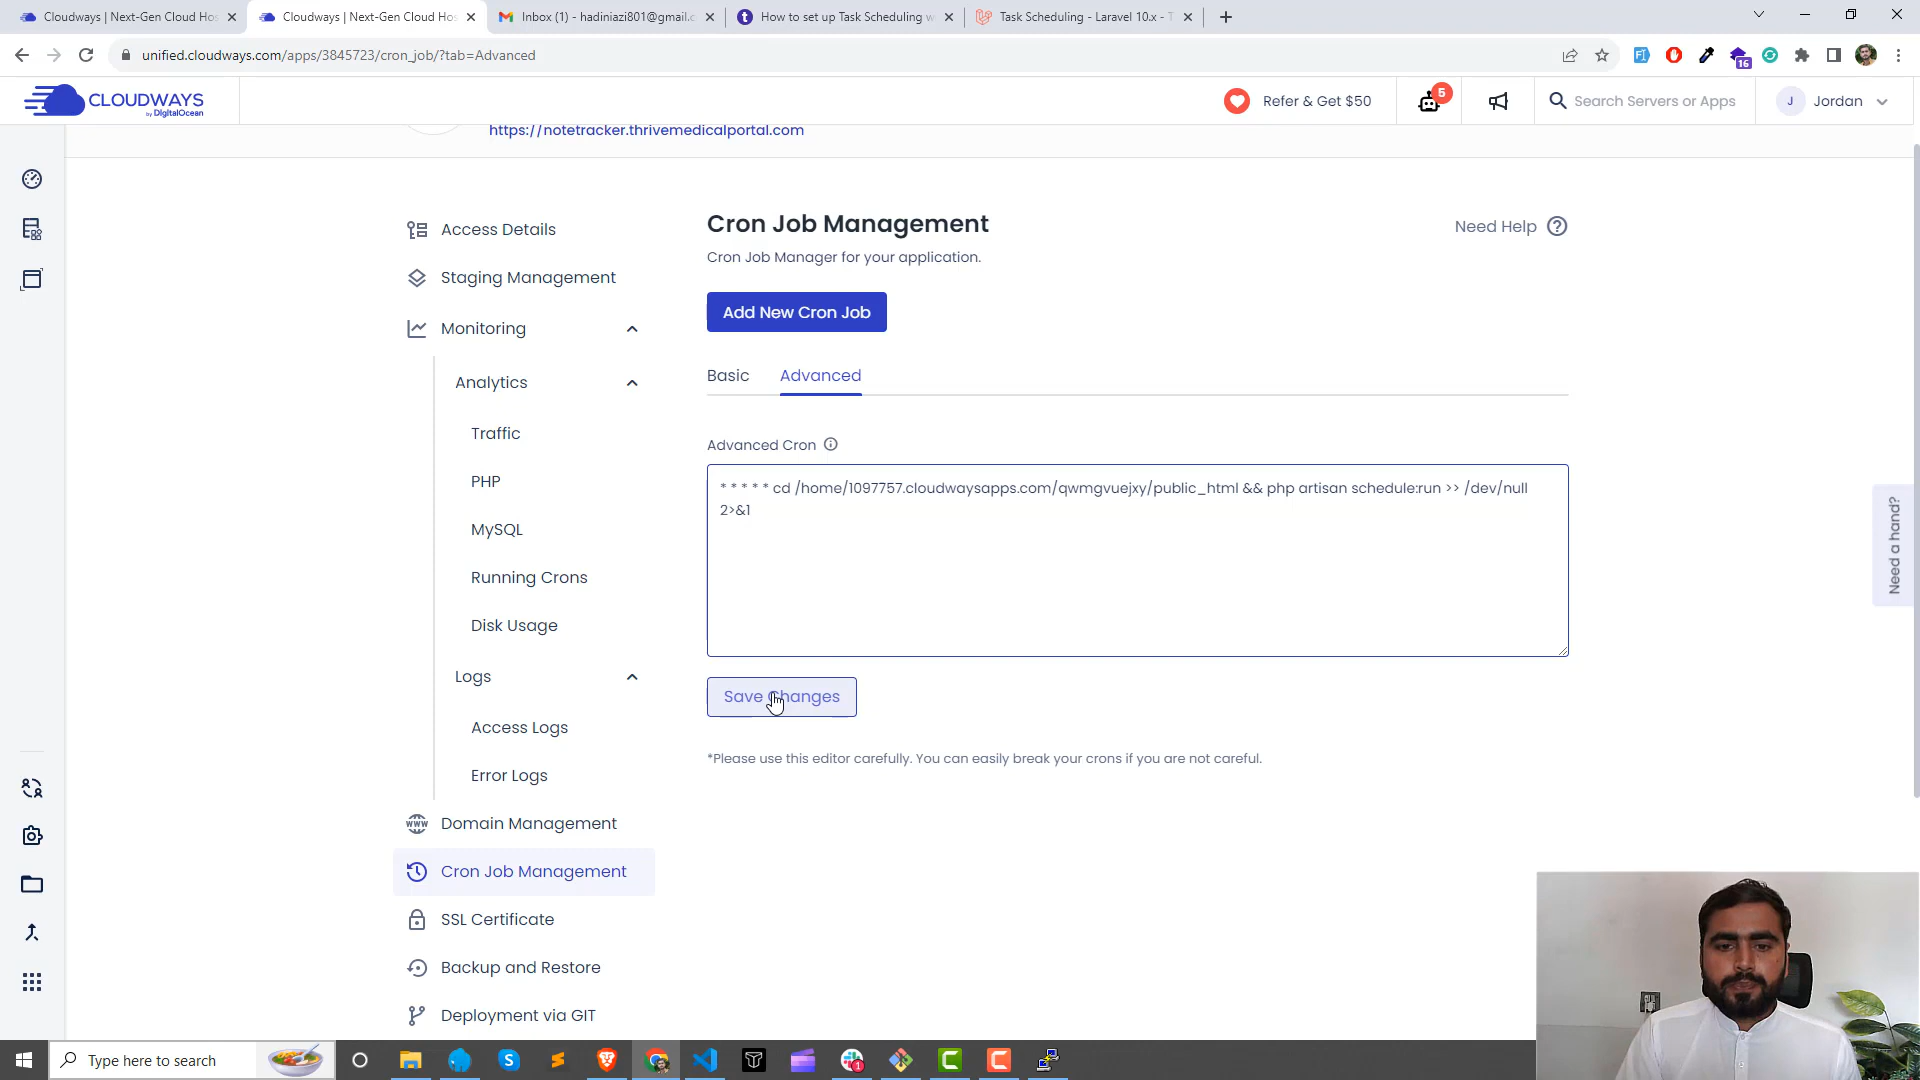 Cloudways | Next-Gen Cloud Hos
Cloudways | Next-Gen Cloud Hos
Inbox (1) - hadiniazi801@gmail.c
How to set up Task Scheduling w
Task Scheduling - Laravel 10.x - T
unified.cloudways.com/apps/3845723/cron_job/?tab=Advanced
16
CLOUDWAYS
by DigitalOcean
Refer & Get $50
5
Search Servers or Apps
J
Jordan
https://notetracker.thrivemedicalportal.com
Access Details
Staging Management
Monitoring
Analytics
Traffic
PHP
MySQL
Running Crons
Disk Usage
Logs
Access Logs
Error Logs
www
Domain Management
Cron Job Management
SSL Certificate
Backup and Restore
Deployment via GIT
Cron Job Management
Need Help
Cron Job Manager for your application.
Add New Cron Job
Basic
Advanced
Advanced Cron
* * * * * cd /home/1097757.cloudwaysapps.com/qwmgvuejxy/public_html && php artisan schedule:run >> /dev/null
2>&1
Save Changes
*Please use this editor carefully. You can easily break your crons if you are not careful.
Need a hand?
Type here to search